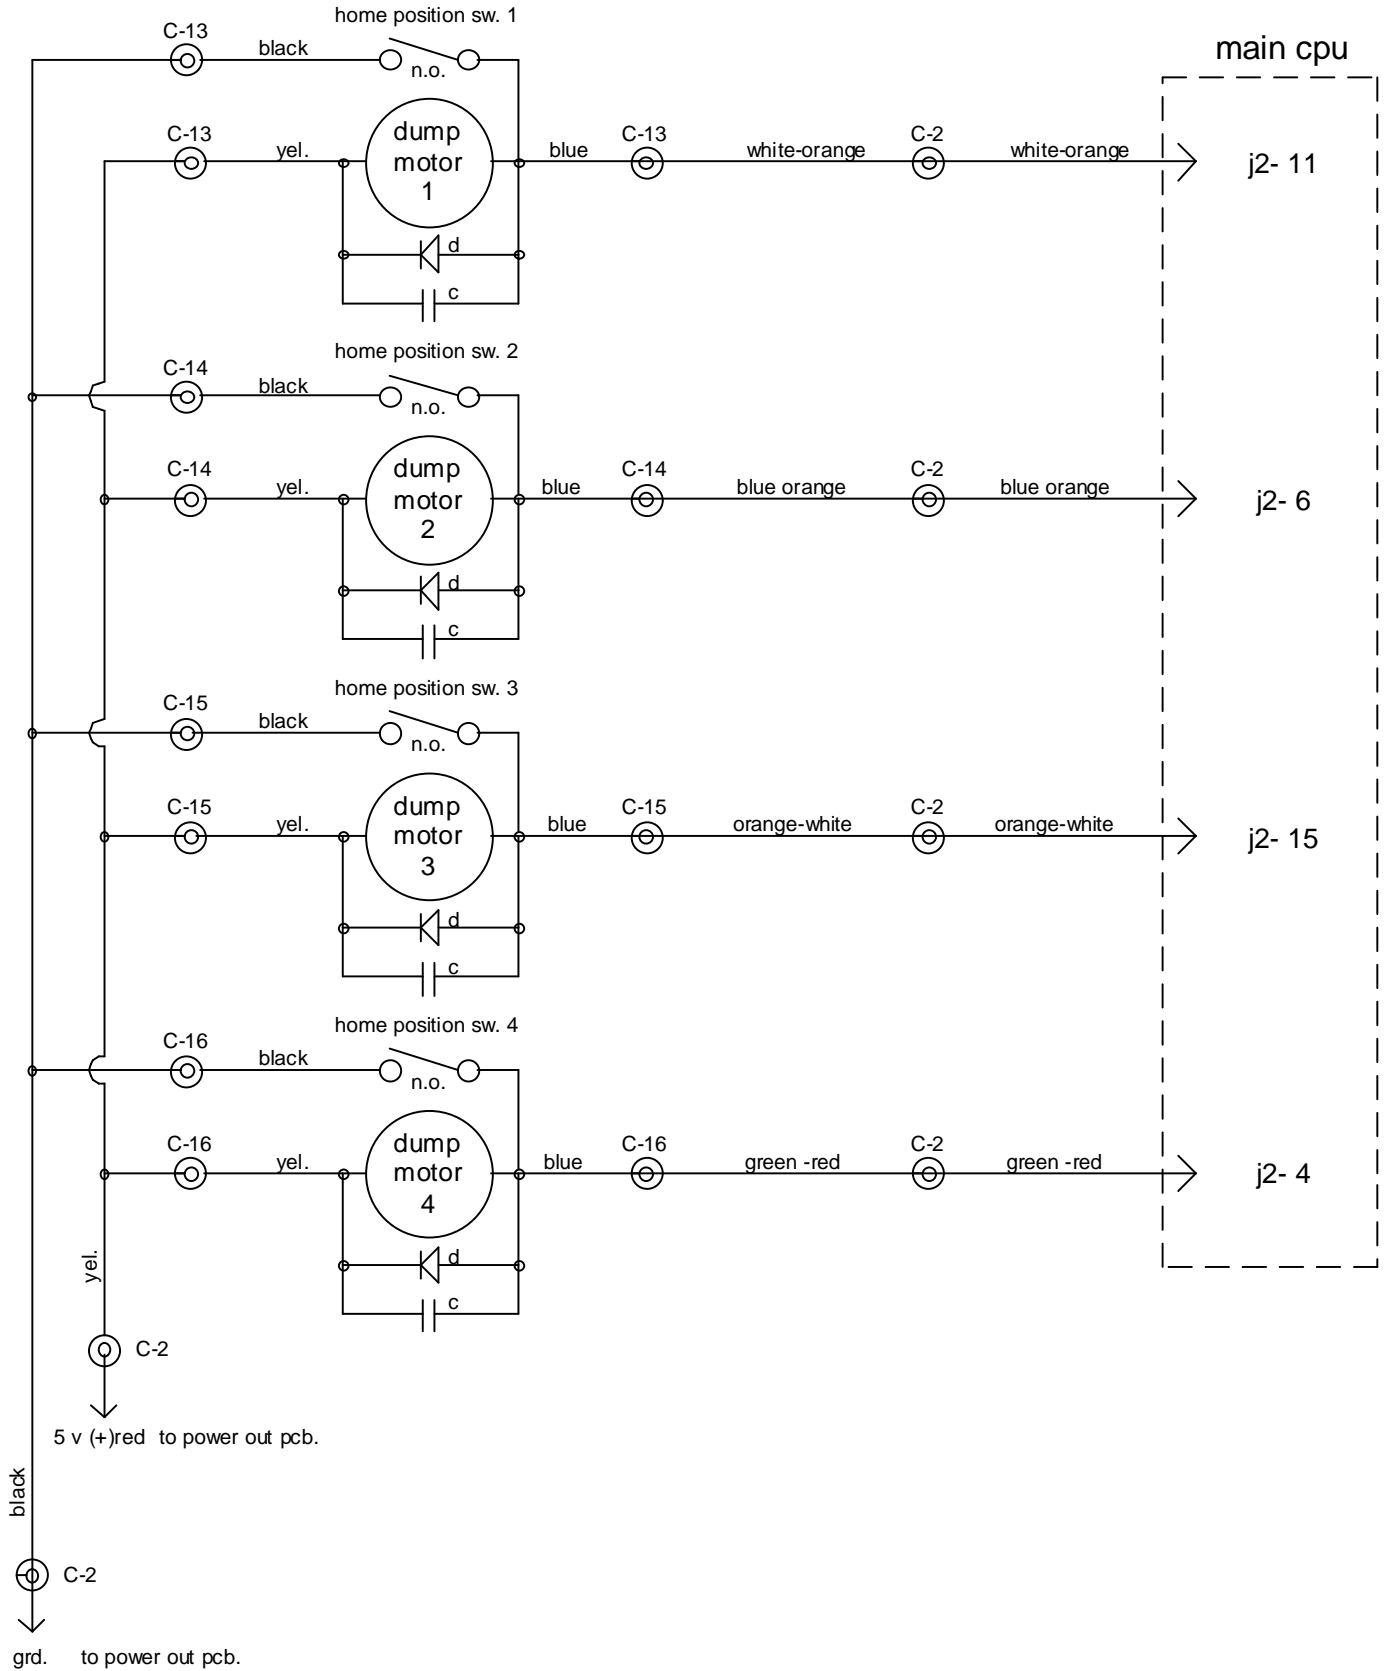 home position sw. 1
C-13
black
n.o.
main cpu
C-13
yel.
dump
motor
1
blue
C-13
white-orange
C-2
white-orange
j2- 11
d
c
home position sw. 2
C-14
black
n.o.
C-14
yel.
dump
motor
2
blue
C-14
blue orange
C-2
blue orange
j2- 6
d
c
home position sw. 3
C-15
black
n.o.
C-15
yel.
dump
motor
3
blue
C-15
orange-white
C-2
orange-white
j2- 15
d
c
home position sw. 4
C-16
black
n.o.
C-16
yel.
dump
motor
4
blue
C-16
green -red
C-2
green -red
j2- 4
d
c
yel.
C-2
5 v (+)red to power out pcb.
black
C-2
grd. to power out pcb.